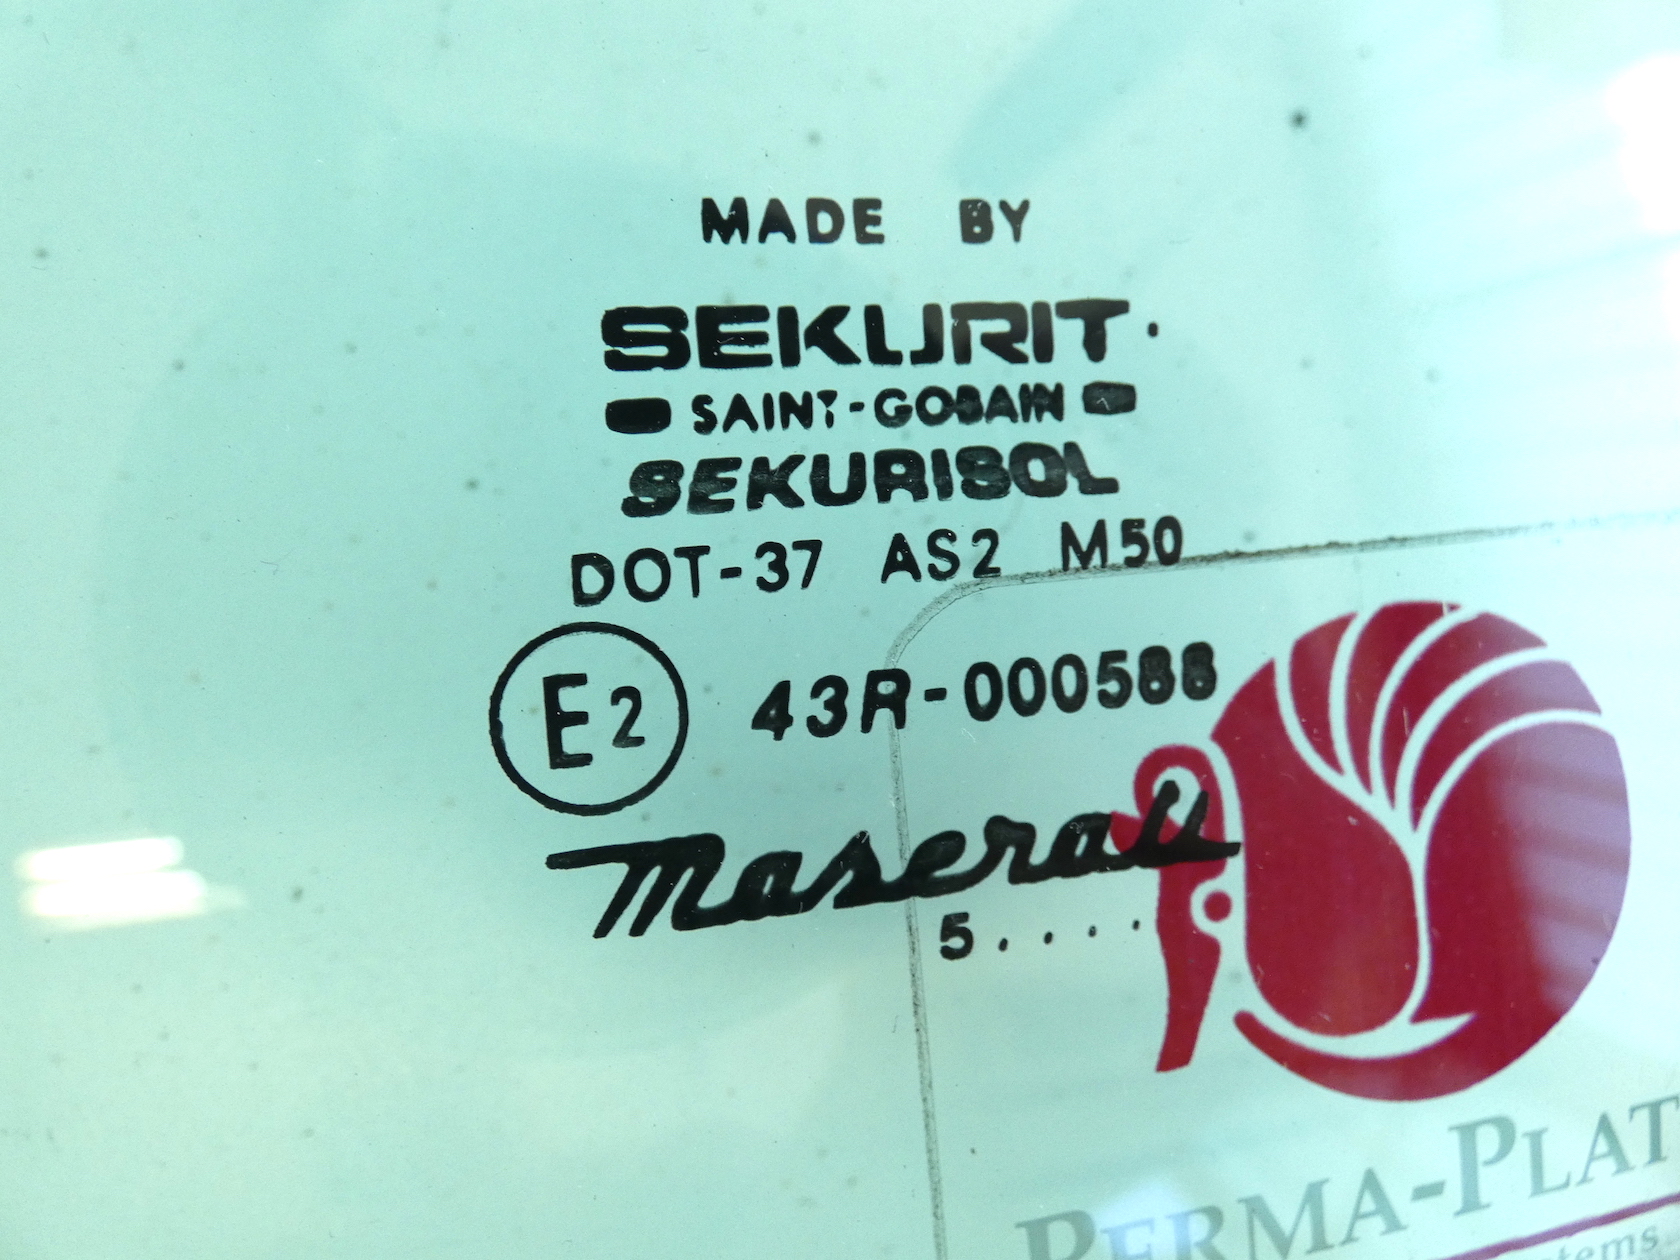 MADE BY
SEKURIT
SAINT-GOBAIN
SEKURISOL
DOT-37 AS2 M50
E2 43R-000588
Maserati
5....
PERMA-PLAT